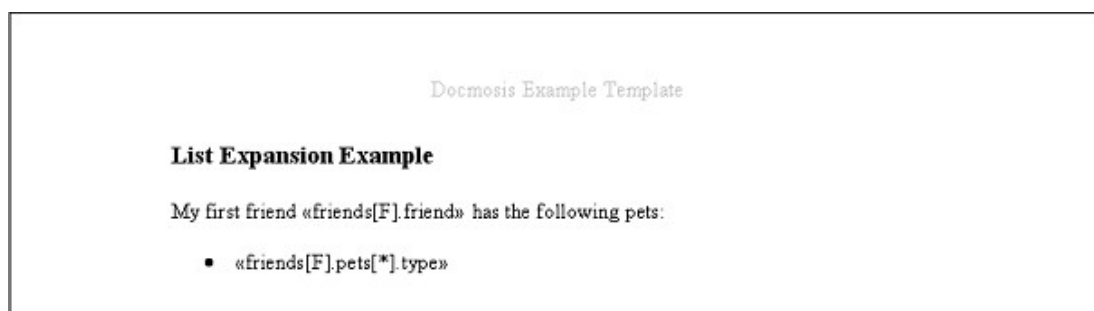 Docmosis Example Template
List Expansion Example
My first friend «friends[F].friend» has the following pets:
• «friends[F].pets[*].type»